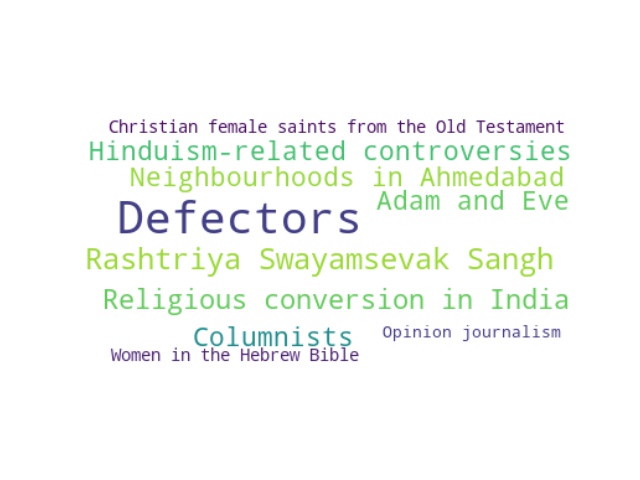 Christian female saints from the Old Testament
Hinduism-related controversies
Neighbourhoods in Ahmedabad
Adam and Eve
Defectors
Rashtriya Swayamsevak Sangh
Religious conversion in India
Columnists
Opinion journalism
Women in the Hebrew Bible